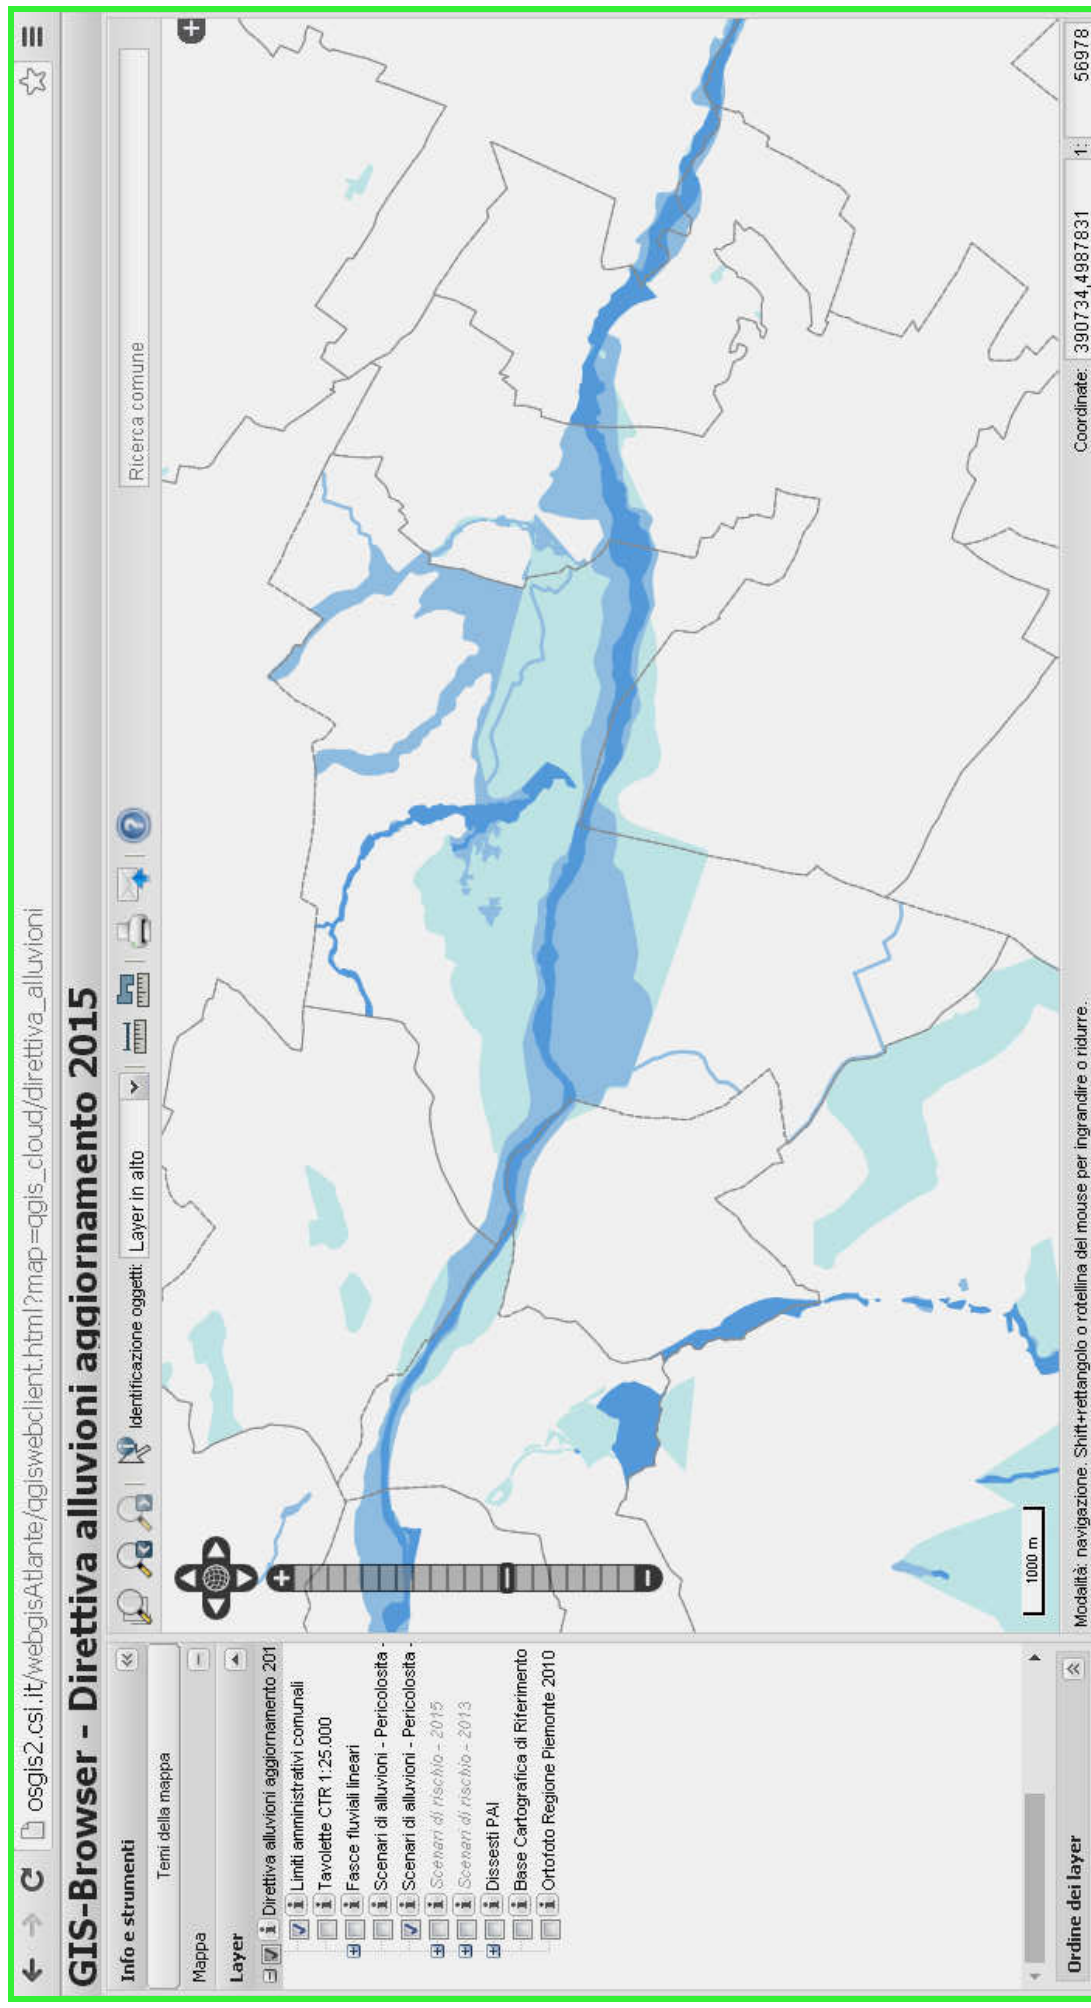 osgis2.csi.it/webgisAtlante/qgiswebclient.html?map=qgis_cloud/direttiva_alluvioni
GIS-Browser - Direttiva alluvioni aggiornamento 2015
Info e strumenti
Temi della mappa
Mappa
Layer
Direttiva alluvioni aggiornamento 201
Limiti amministrativi comunali
Tavolette CTR 1:25.000
Fasce fluviali lineari
Scenari di alluvioni - Pericolosita -
Scenari di alluvioni - Pericolosita -
Scenari di rischio - 2015
Scenari di rischio - 2013
Dissesti PAI
Base Cartografica di Riferimento
Ortofoto Regione Piemonte 2010
Ordine dei layer
Identificazione oggetti: Layer in alto
Ricerca comune
1000 m
Modalità: navigazione. Shift+rettangolo o rotellina del mouse per ingrandire o ridurre.
Coordinate: 390734,4987831 1: 56978